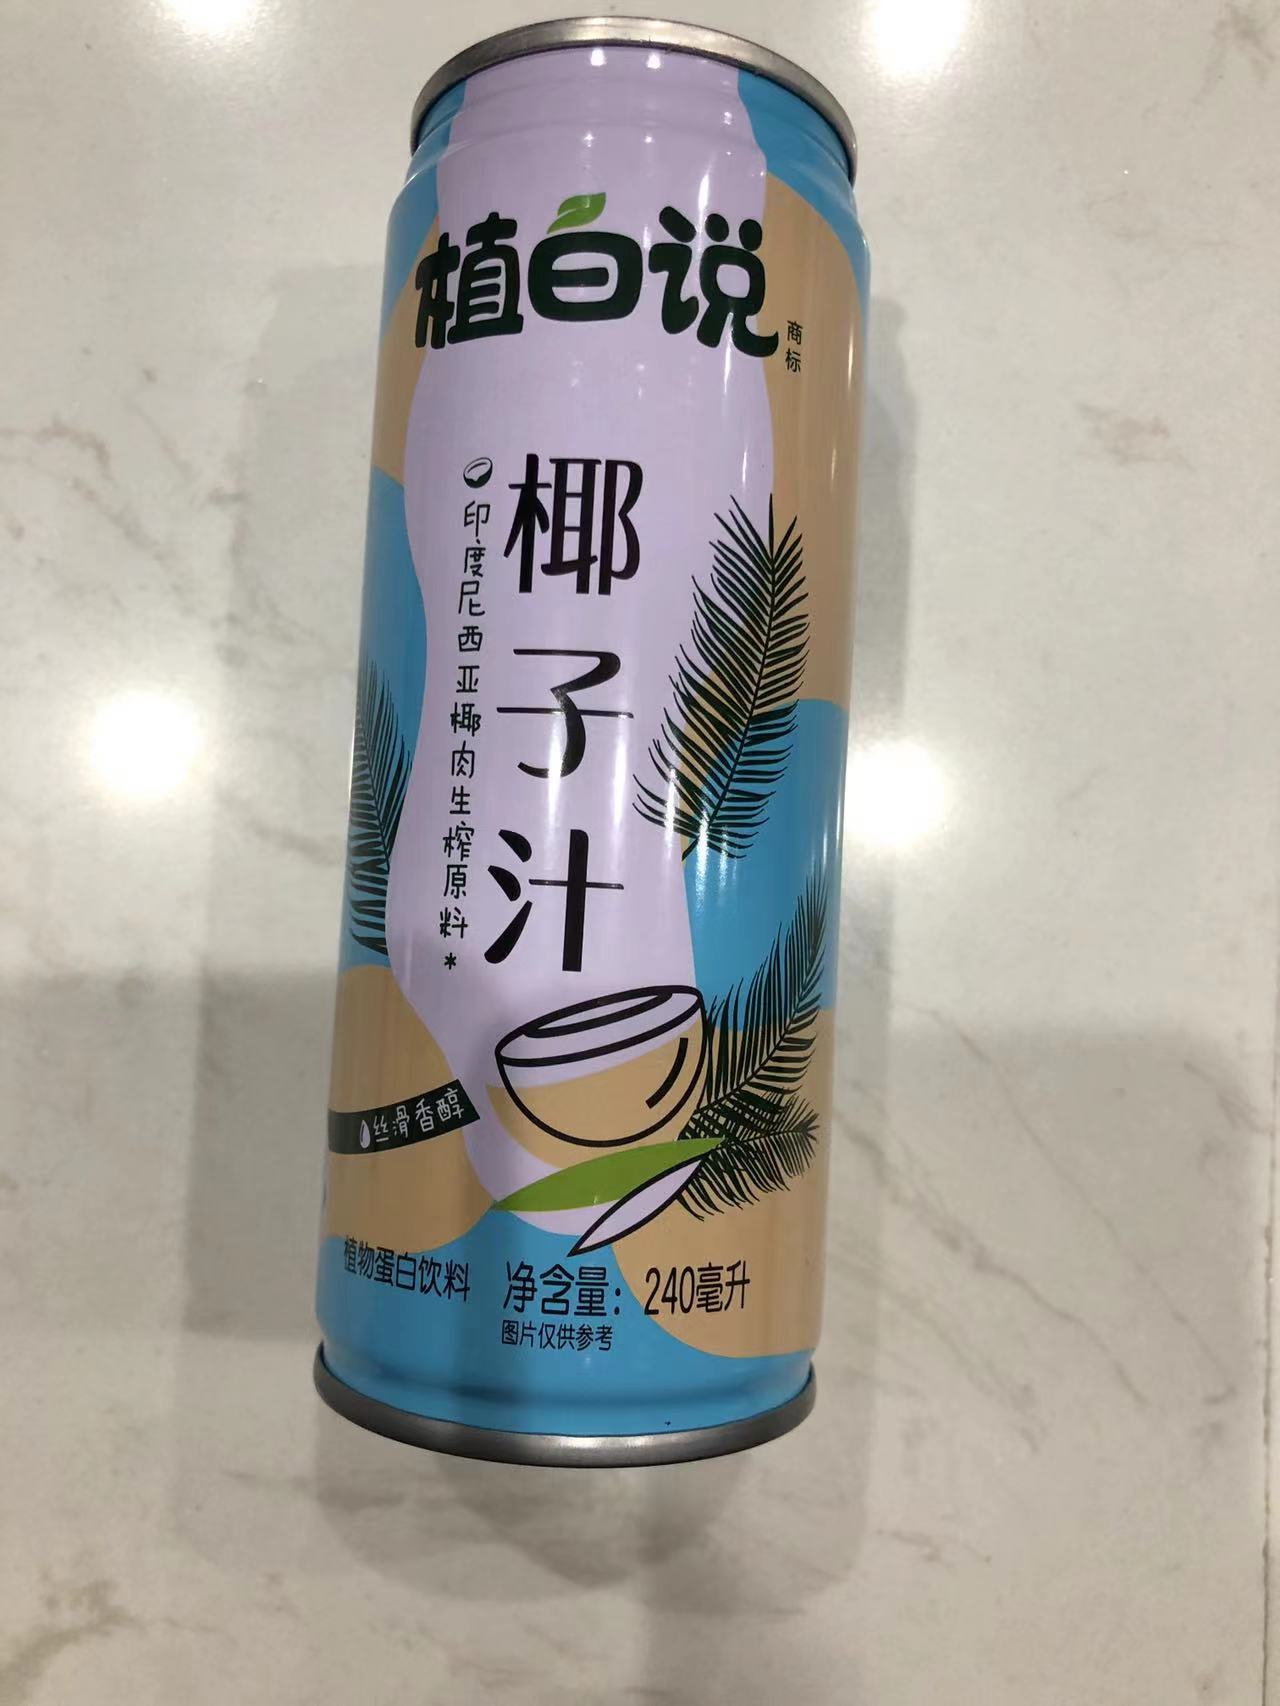 植白说
商标
椰子汁
印度尼西亚椰肉生榨原料*
丝滑香醇
植物蛋白饮料
净含量：240毫升
图片仅供参考